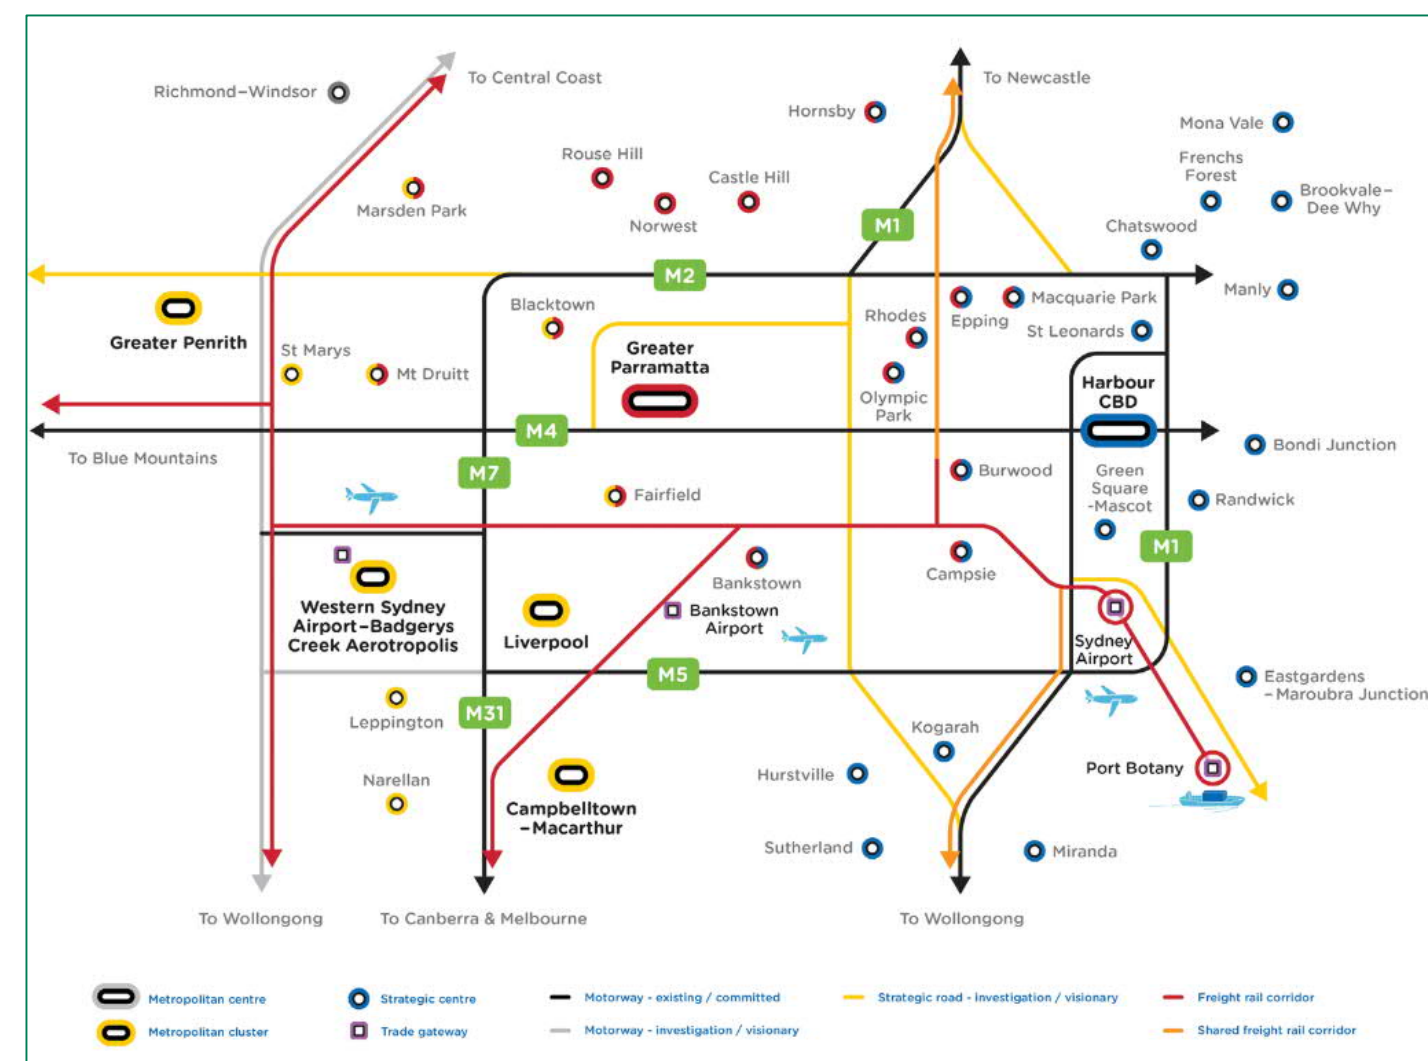 To Central Coast
To Newcastle
Richmond–Windsor
Hornsby
Mona Vale
Frenchs
Forest
Rouse Hill
Castle Hill
Brookvale–
Dee Why
Marsden Park
Norwest
M1
Chatswood
M2
Manly
Blacktown
Epping
Macquarie Park
Rhodes
St Leonards
Greater Penrith
St Marys
Mt Druitt
Greater
Parramatta
Olympic
Park
Harbour
CBD
M4
To Blue Mountains
M7
Bondi Junction
Burwood
Green
Square
-Mascot
Fairfield
Randwick
M1
Bankstown
Campsie
Western Sydney
Airport–Badgerys
Creek Aerotropolis
Liverpool
Bankstown
Airport
Sydney
Airport
M5
Eastgardens
–Maroubra Junction
Leppington
M31
Kogarah
Narellan
Campbelltown
–Macarthur
Hurstville
Port Botany
Sutherland
Miranda
To Wollongong
To Canberra & Melbourne
To Wollongong
Metropolitan centre
Strategic centre
Motorway - existing / committed
Strategic road - investigation / visionary
Freight rail corridor
Metropolitan cluster
Trade gateway
Motorway - investigation / visionary
Shared freight rail corridor